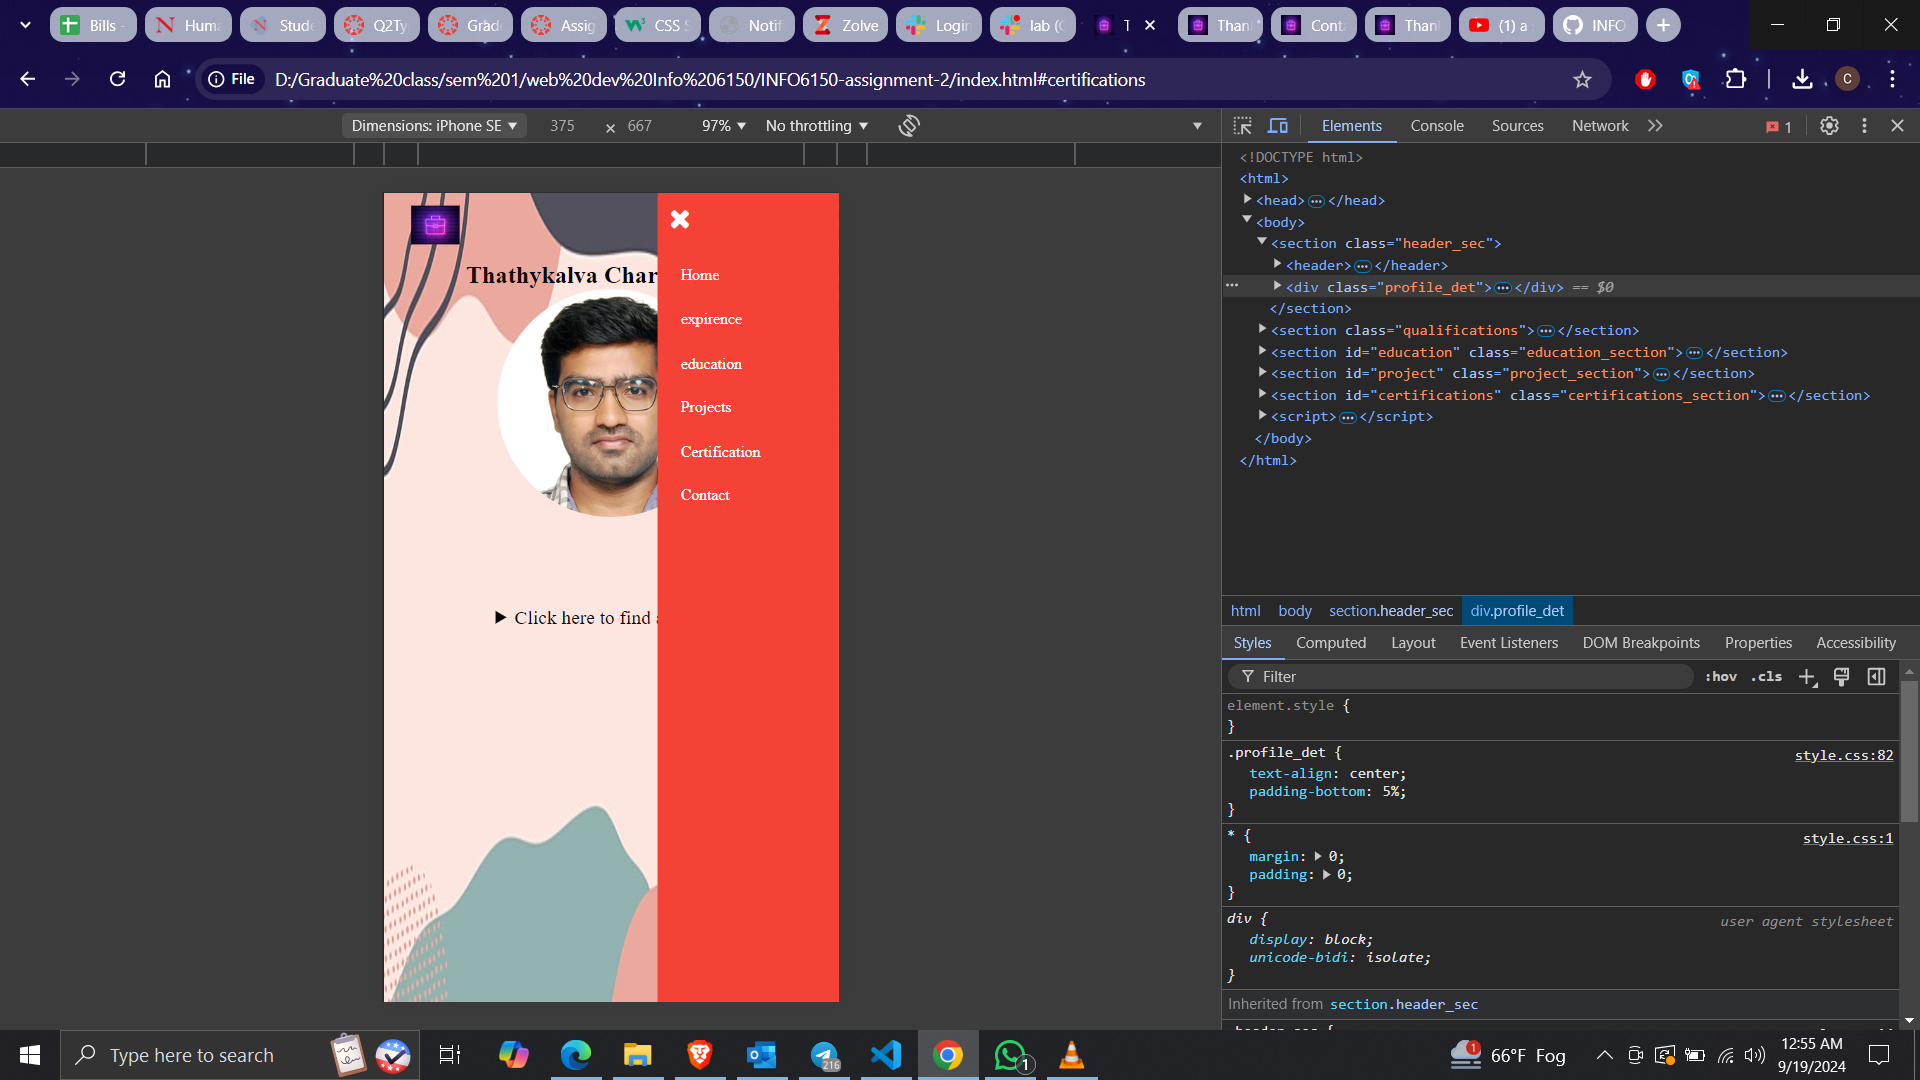 Bills -
Huma
Stude
Q2Ty
Grade
Assig
CSS S
Notif
Zolve
Login
lab (C
T
Than
Conta
Than
(1) a s
INFO
File
D:/Graduate%20class/sem%201/web%20dev%20Info%206150/INFO6150-assignment-2/index.html#certifications
C
Dimensions: iPhone SE ▼ 375 × 667 97% ▼ No throttling ▼
Elements Console Sources Network 1
Thathykalva Char
Click here to find a
Home
expirence
education
Projects
Certification
Contact
<!DOCTYPE html>
<html>
<head> ••• </head>
<body>
<section class="header_sec">
<header> ••• </header>
••• <div class="profile_det"> ••• </div> == $0
</section>
<section class="qualifications"> ••• </section>
<section id="education" class="education_section"> ••• </section>
<section id="project" class="project_section"> ••• </section>
<section id="certifications" class="certifications_section"> ••• </section>
<script> ••• </script>
</body>
</html>
html body section.header_sec div.profile_det
Styles Computed Layout Event Listeners DOM Breakpoints Properties Accessibility
Filter :hov .cls
element.style {
}
.profile_det { style.css:82
text-align: center;
padding-bottom: 5%;
}
* { style.css:1
margin: 0;
padding: 0;
}
div { user agent stylesheet
display: block;
unicode-bidi: isolate;
}
Inherited from section.header_sec
Type here to search
216
1
1
66°F Fog
12:55 AM
9/19/2024